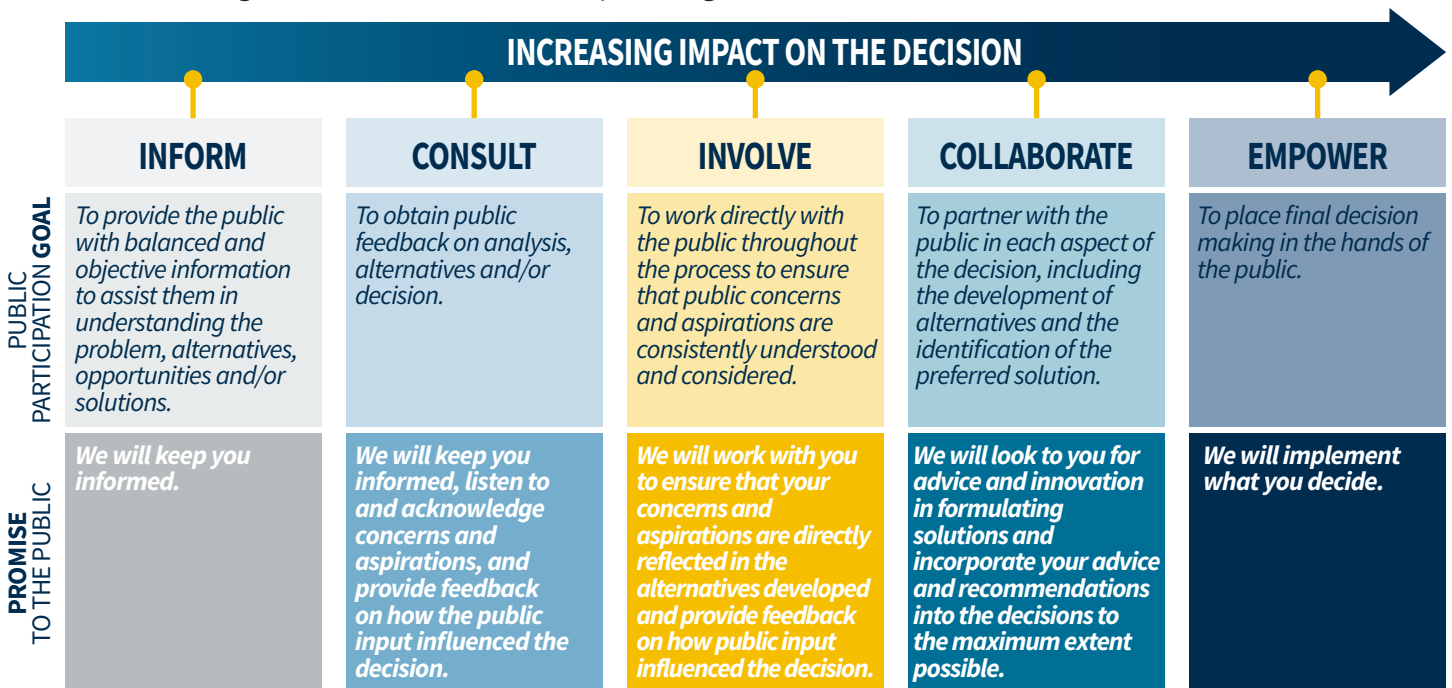 INCREASING IMPACT ON THE DECISION
INFORM
CONSULT
INVOLVE
COLLABORATE
EMPOWER
PUBLIC
PARTICIPATION GOAL
To provide the public
with balanced and
objective information
to assist them in
understanding the
problem, alternatives,
opportunities and/or
solutions.
To obtain public
feedback on analysis,
alternatives and/or
decision.
To work directly with
the public throughout
the process to ensure
that public concerns
and aspirations are
consistently understood
and considered.
To partner with the
public in each aspect of
the decision, including
the development of
alternatives and the
identification of the
preferred solution.
To place final decision
making in the hands of
the public.
PROMISE
TO THE PUBLIC
We will keep you
informed.
We will keep you
informed, listen to
and acknowledge
concerns and
aspirations, and
provide feedback
on how the public
input influenced the
decision.
We will work with you
to ensure that your
concerns and
aspirations are directly
reflected in the
alternatives developed
and provide feedback
on how public input
influenced the decision.
We will look to you for
advice and innovation
in formulating
solutions and
incorporate your advice
and recommendations
into the decisions to
the maximum extent
possible.
We will implement
what you decide.